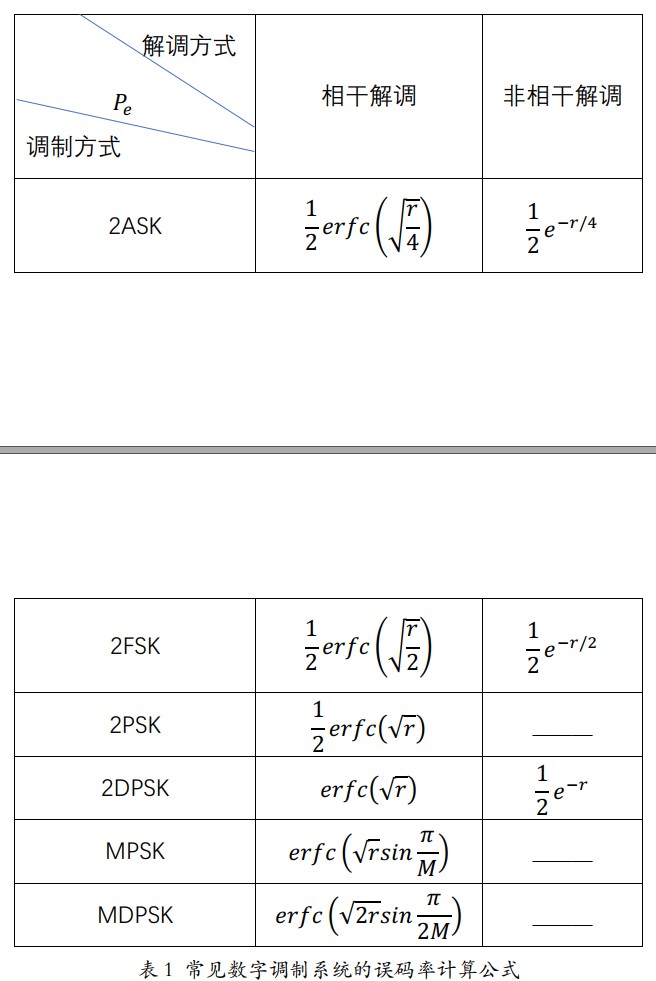 解调方式
P_e
调制方式
相干解调
非相干解调
2ASK
\frac{1}{2}erfc\left(\sqrt{\frac{r}{4}}\right)
\frac{1}{2}e^{-r/4}
2FSK
\frac{1}{2}erfc\left(\sqrt{\frac{r}{2}}\right)
\frac{1}{2}e^{-r/2}
2PSK
\frac{1}{2}erfc(\sqrt{r})
_____
2DPSK
erfc(\sqrt{r})
\frac{1}{2}e^{-r}
MPSK
erfc\left(\sqrt{r}sin\frac{π}{M}\right)
_____
MDPSK
erfc\left(\sqrt{2r}sin\frac{π}{2M}\right)
_____
表 1 常见数字调制系统的误码率计算公式